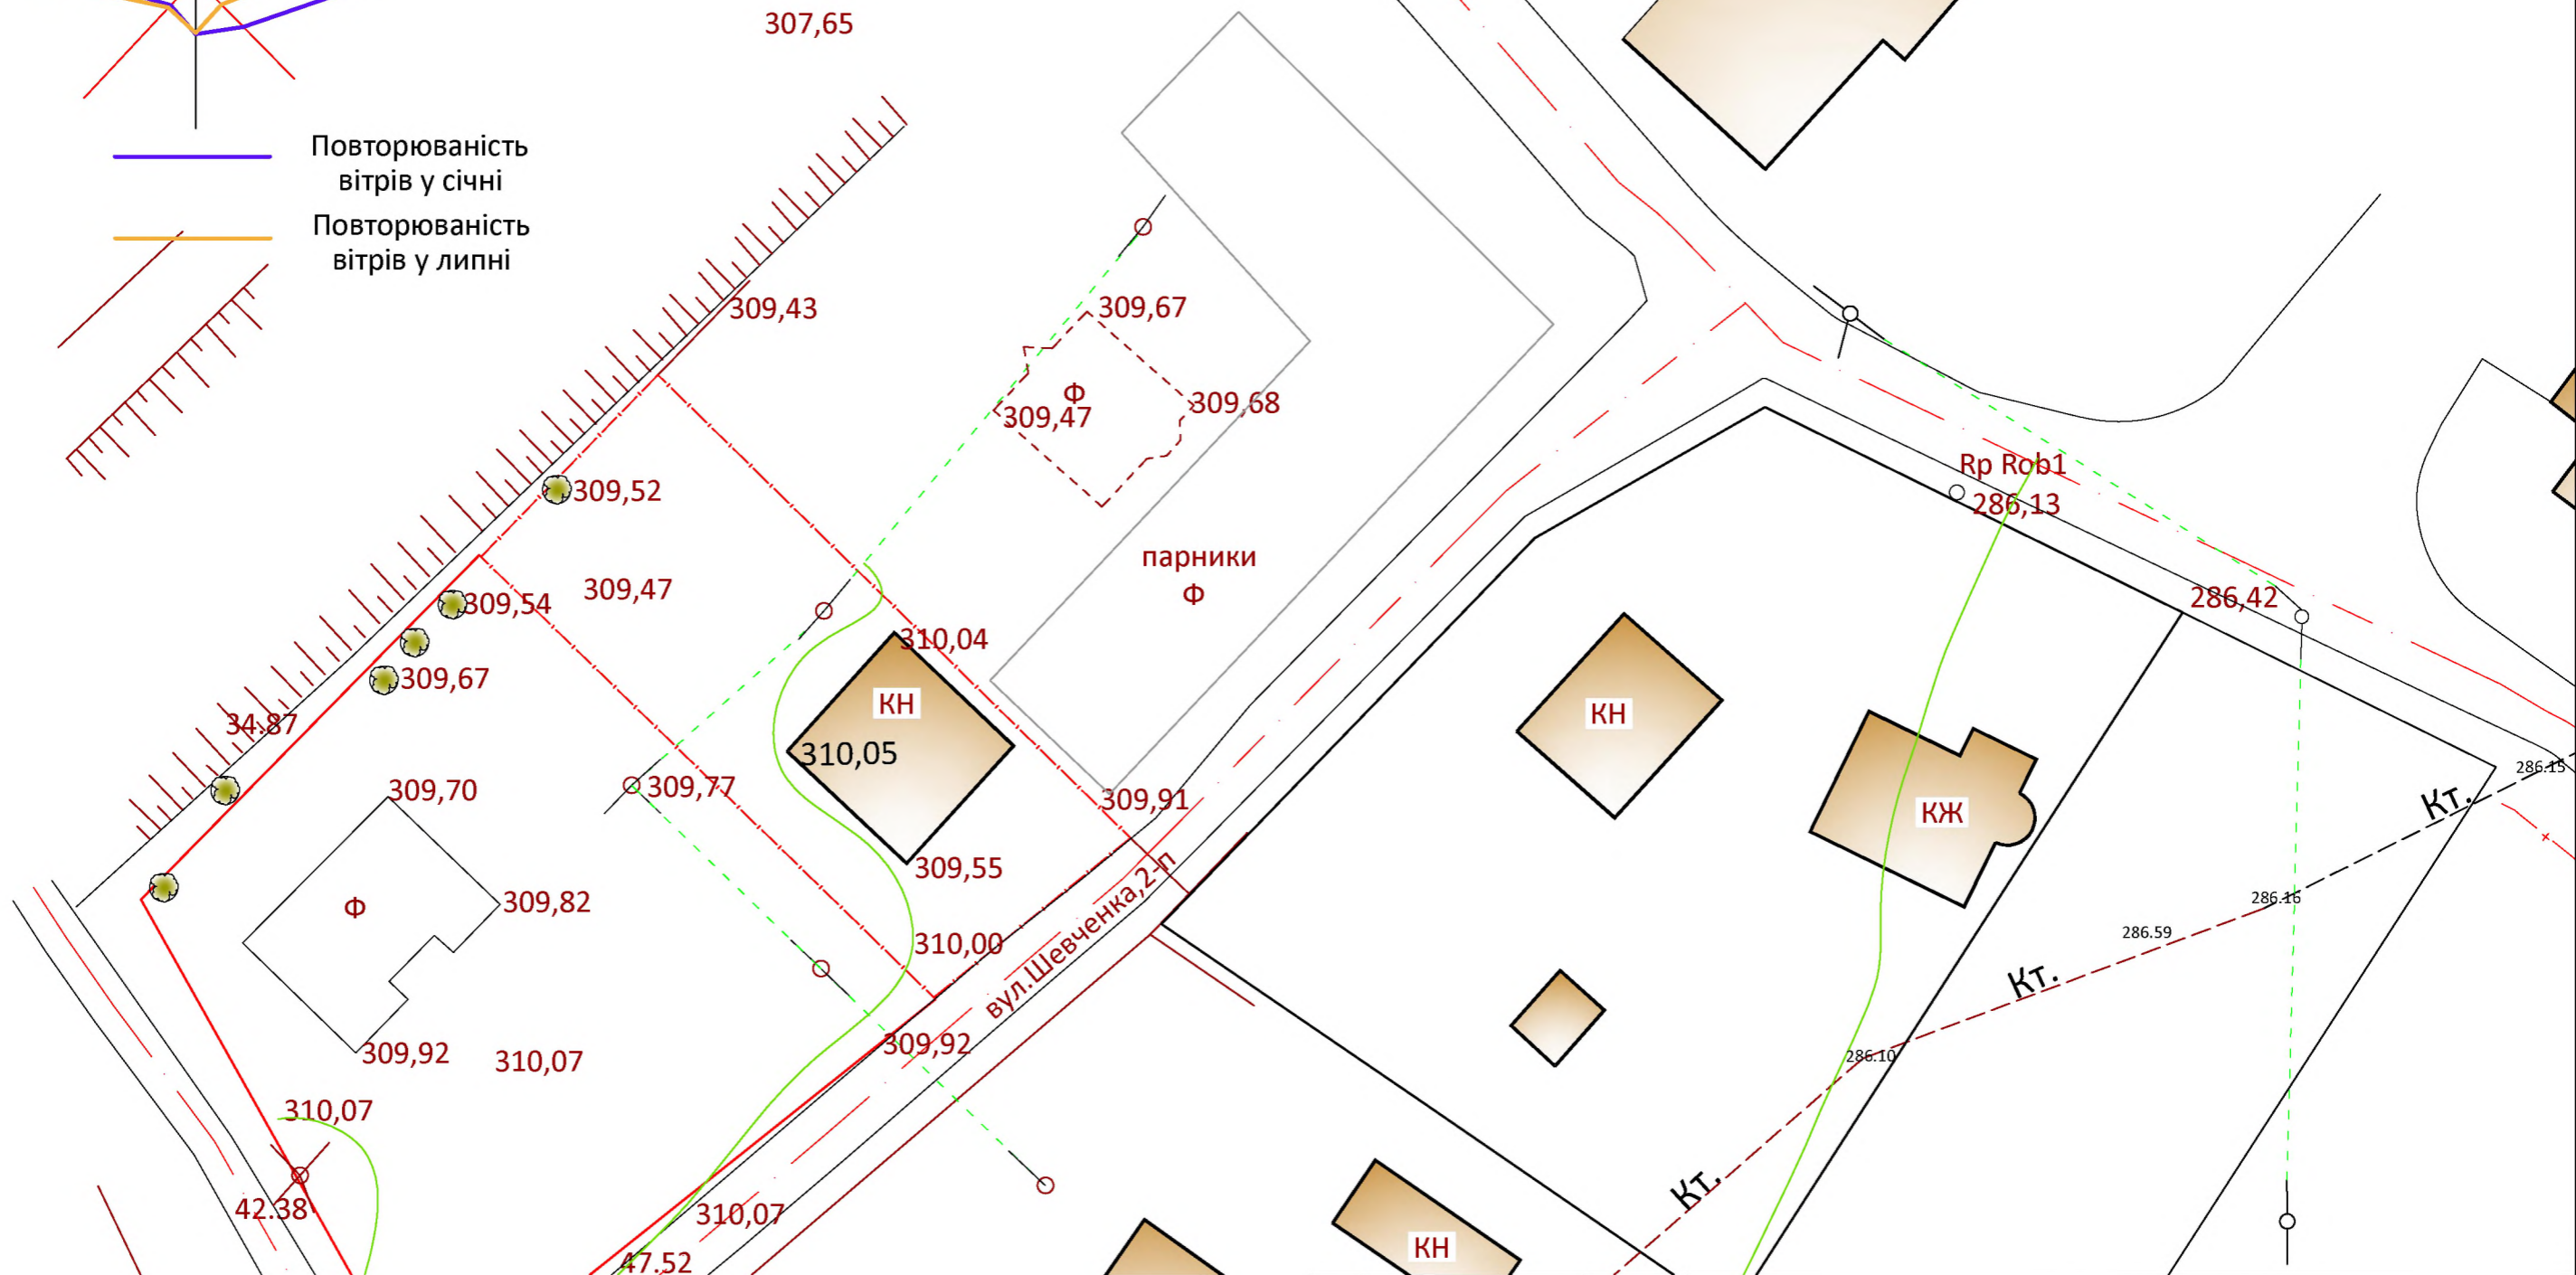 307,65
Повторюваність
вітрів у січні
Повторюваність
вітрів у липні
309,43
309,67
Ф
309,47
309,68
Rp Rob1
286,13
309,52
309,47
309,54
парники
Ф
286,42
310,04
309,67
34.87
КН
310,05
КН
309,70
309,77
309,91
КЖ
286.15
Кт.
309,55
309,82
Ф
286.16
286.59
310,00
вул.Шевченка,2-п
Кт.
309,92
309,92
310,07
286.10
310,07
42.38
310,07
Кт.
КН
47.52